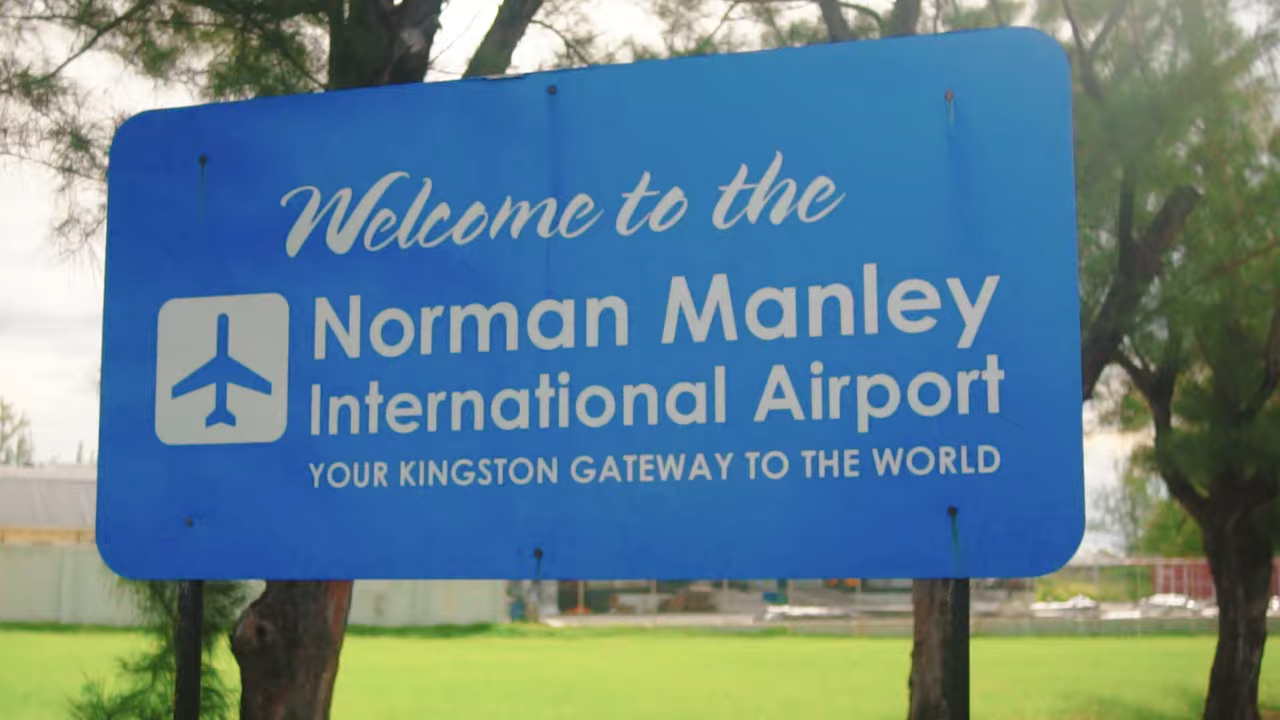 Welcome to the
Norman Manley
International Airport
YOUR KINGSTON GATEWAY TO THE WORLD